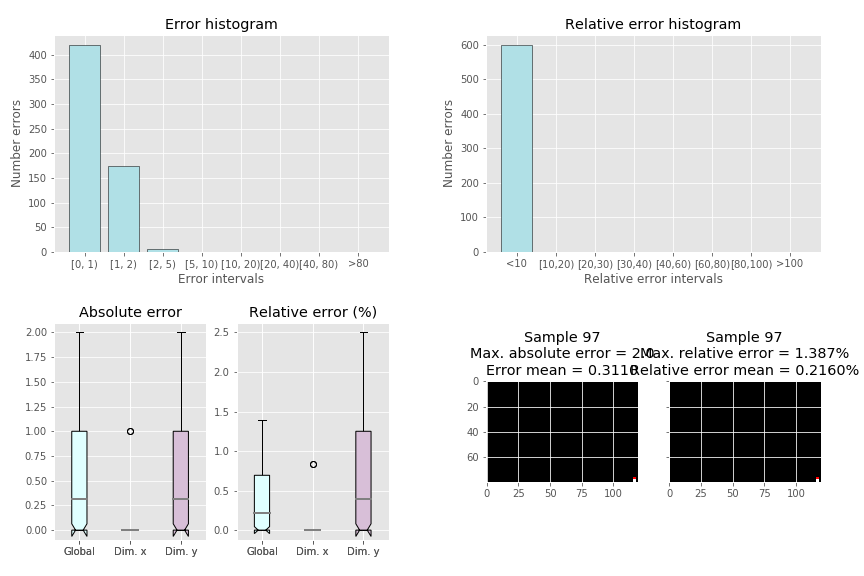 Error histogram
400
350
300
250
200
150
100
50
0
Number errors
[0, 1) [1, 2) [2, 5) [5, 10) [10, 20) [20, 40) [40, 80) >80
Error intervals
Relative error histogram
600
500
400
300
200
100
0
Number errors
<10 [10,20) [20,30) [30,40) [40,60) [60,80) [80,100) >100
Relative error intervals
Absolute error
2.00
1.75
1.50
1.25
1.00
0.75
0.50
0.25
0.00
Global Dim. x Dim. y
Relative error (%)
2.5
2.0
1.5
1.0
0.5
0.0
Global Dim. x Dim. y
Sample 97
Max. absolute error = 2.0
Error mean = 0.3110
0
20
40
60
0 25 50 75 100
Sample 97
Max. relative error = 1.387%
Relative error mean = 0.2160%
0 25 50 75 100